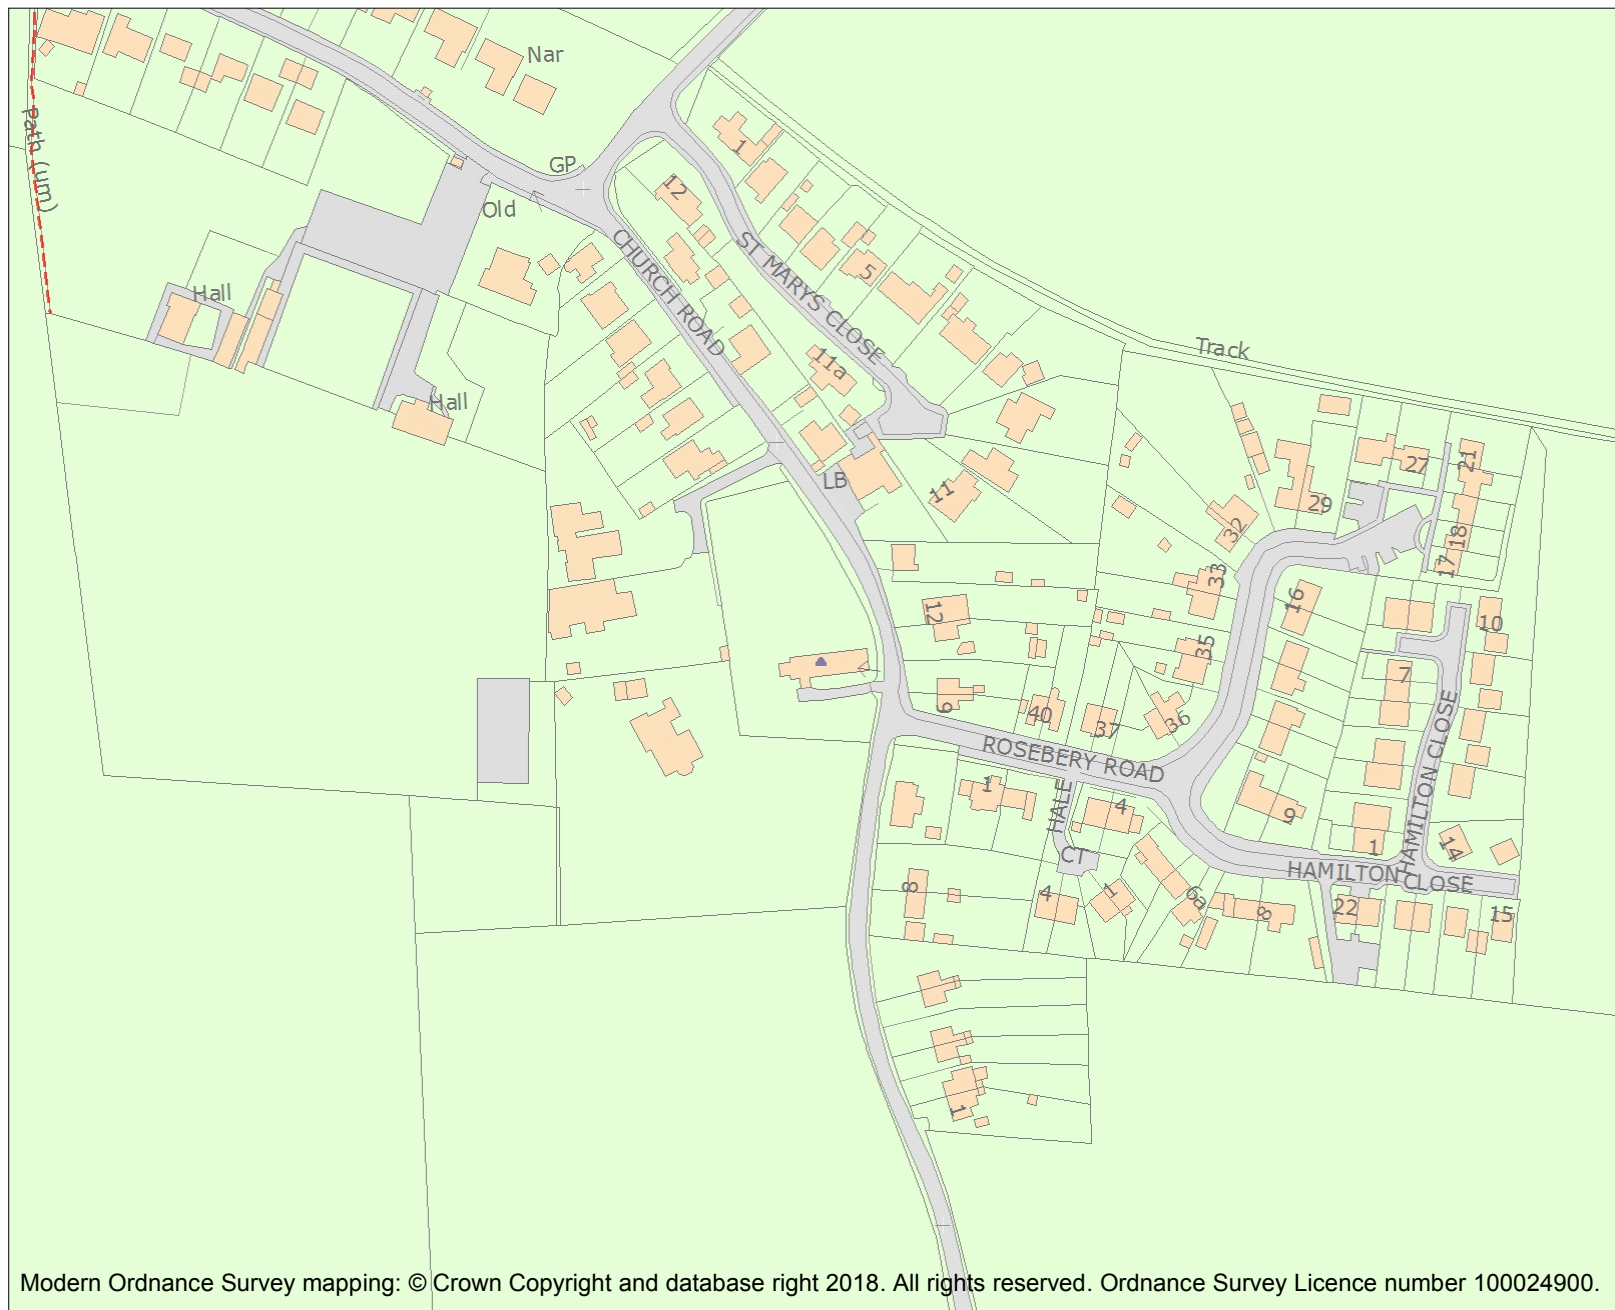 Nar
Path (um)
GP
1
12
Old
CHURCH ROAD
ST MARYS CLOSE
5
Hall
Track
11a
Hall
LB
11
27
21
29
32
18
17
33
16
12
10
35
7
9
40
37
36
ROSEBERY ROAD
HAMILTON CLOSE
1
HALE
4
9
1
14
CT
HAMILTON CLOSE
8
4
1
6a
8
22
15
1
Modern Ordnance Survey mapping: © Crown Copyright and database right 2018. All rights reserved. Ordnance Survey Licence number 100024900.